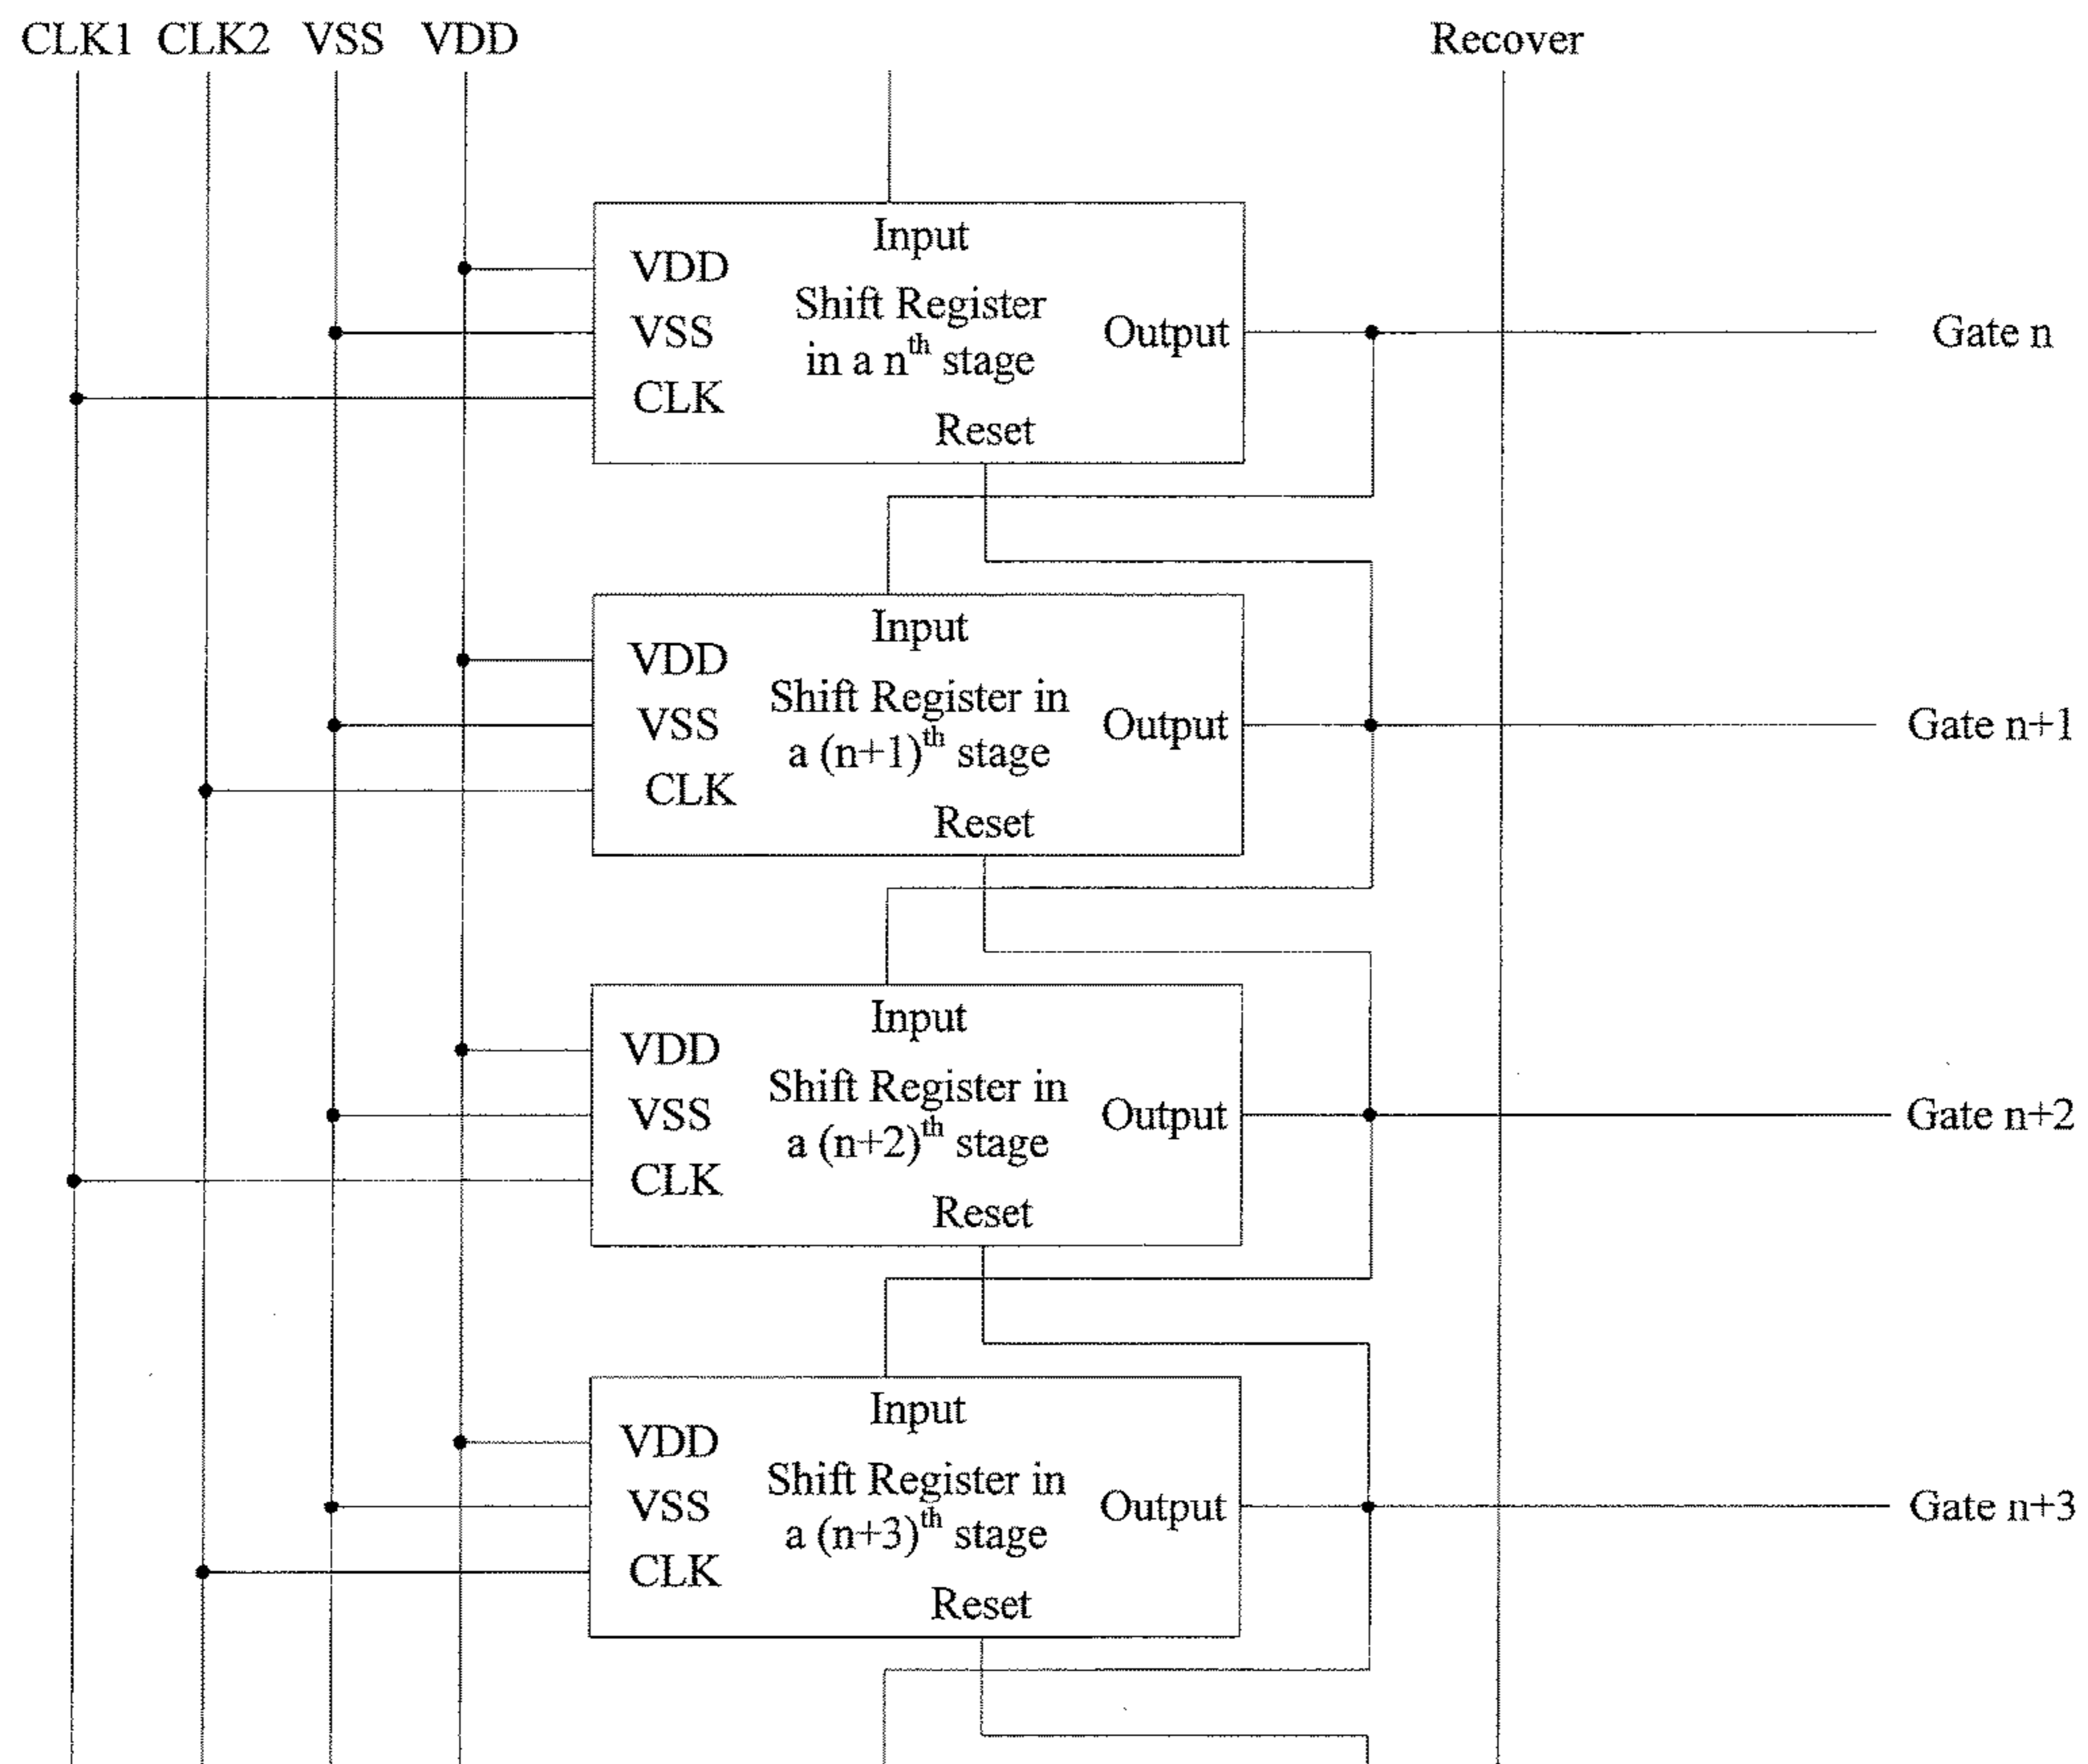 CLK1 CLK2 VSS VDD Recover
Input
VDD
Shift Register
VSS
Output
Gate n
in a nth stage
CLK
Reset
Input
VDD
Shift Register in
VSS
Output
Gate n+1
a (n+1)th stage
CLK
Reset
Input
VDD
Shift Register in
VSS
Output
Gate n+2
a (n+2)th stage
CLK
Reset
Input
VDD
Shift Register in
VSS
Output
Gate n+3
a (n+3)th stage
CLK
Reset